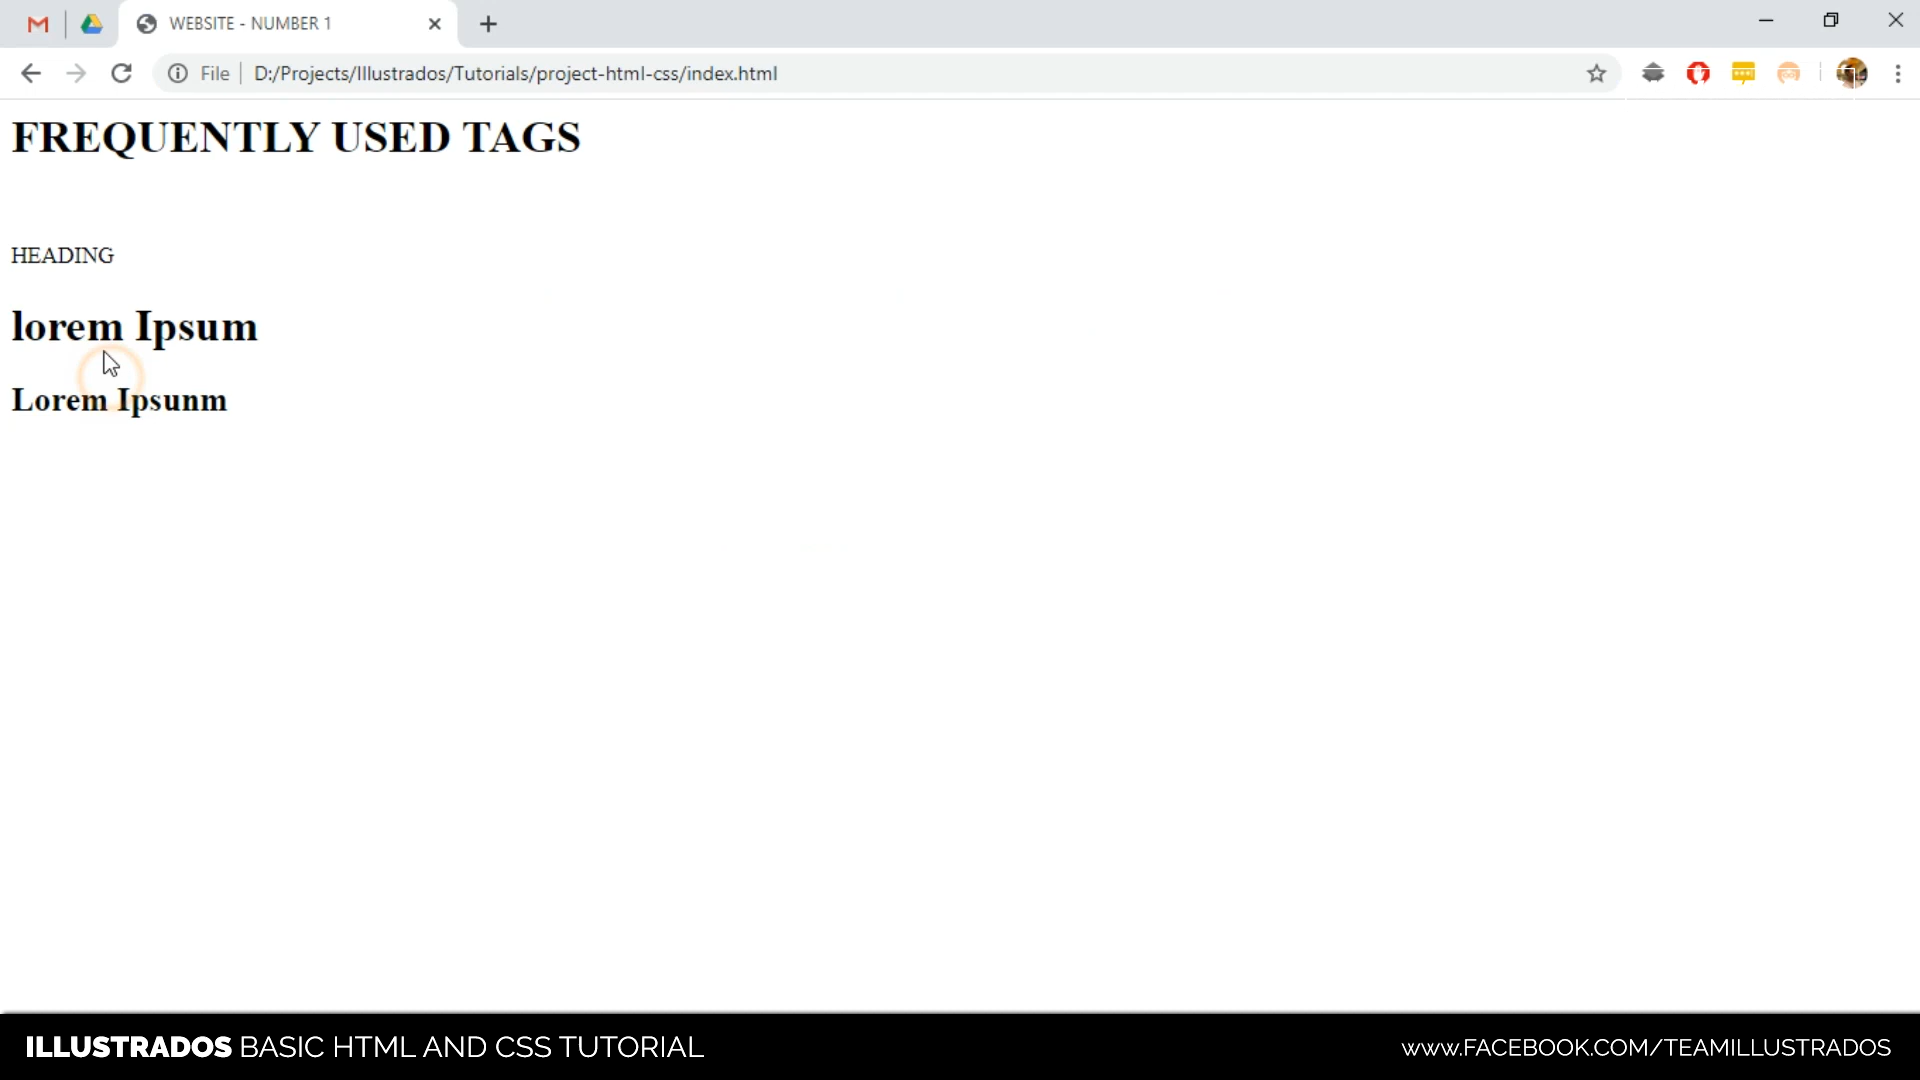 WEBSITE - NUMBER 1
File D:/Projects/Illustrados/Tutorials/project-html-css/index.html
FREQUENTLY USED TAGS
HEADING
lorem Ipsum
Lorem Ipsunm
ILLUSTRADOS BASIC HTML AND CSS TUTORIAL
www.FACEBOOK.COM/TEAMILLUSTRADOS